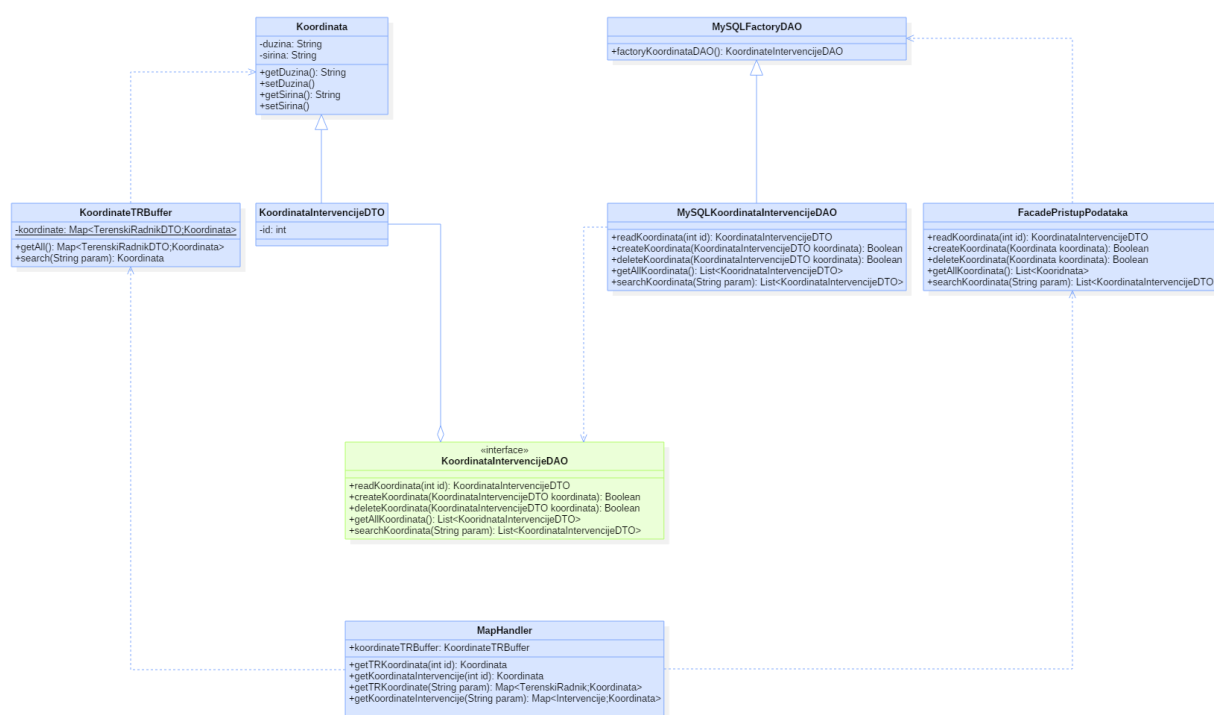 Koordinata
-duzina: String
-sirina: String
+getDuzina(): String
+setDuzina()
+getSirina(): String
+setSirina()
MySQLFactoryDAO
+factoryKoordinataDAO(): KoordinateIntervencijeDAO
KoordinateTRBuffer
-koordinate: Map<TerenskiRadnikDTO;Koordinata>
+getAll(): Map<TerenskiRadnikDTO;Koordinata>
+search(String param): Koordinata
KoordinataIntervencijeDTO
-id: int
MySQLKoordinataIntervencijeDAO
+readKoordinata(int id): KoordinataIntervencijeDTO
+createKoordinata(KoordinataIntervencijeDTO koordinata): Boolean
+deleteKoordinata(KoordinataIntervencijeDTO koordinata): Boolean
+getAllKoordinata(): List<KooridnataIntervencijeDTO>
+searchKoordinata(String param): List<KoordinataIntervencijeDTO>
FacadePristupPodataka
+readKoordinata(int id): KoordinataIntervencijeDTO
+createKoordinata(Koordinata koordinata): Boolean
+deleteKoordinata(Koordinata koordinata): Boolean
+getAllKoordinata(): List<Kooridnata>
+searchKoordinata(String param): List<KoordinataIntervencijeDTO
«interface»
KoordinataIntervencijeDAO
+readKoordinata(int id): KoordinataIntervencijeDTO
+createKoordinata(KoordinataIntervencijeDTO koordinata): Boolean
+deleteKoordinata(KoordinataIntervencijeDTO koordinata): Boolean
+getAllKoordinata(): List<KooridnataIntervencijeDTO>
+searchKoordinata(String param): List<KoordinataIntervencijeDTO>
MapHandler
+koordinateTRBuffer: KoordinateTRBuffer
+getTRKoordinata(int id): Koordinata
+getKoordinataIntervencije(int id): Koordinata
+getTRKoordinate(String param): Map<TerenskiRadnik;Koordinata>
+getKoordinateIntervencije(String param): Map<Intervencije;Koordinata>